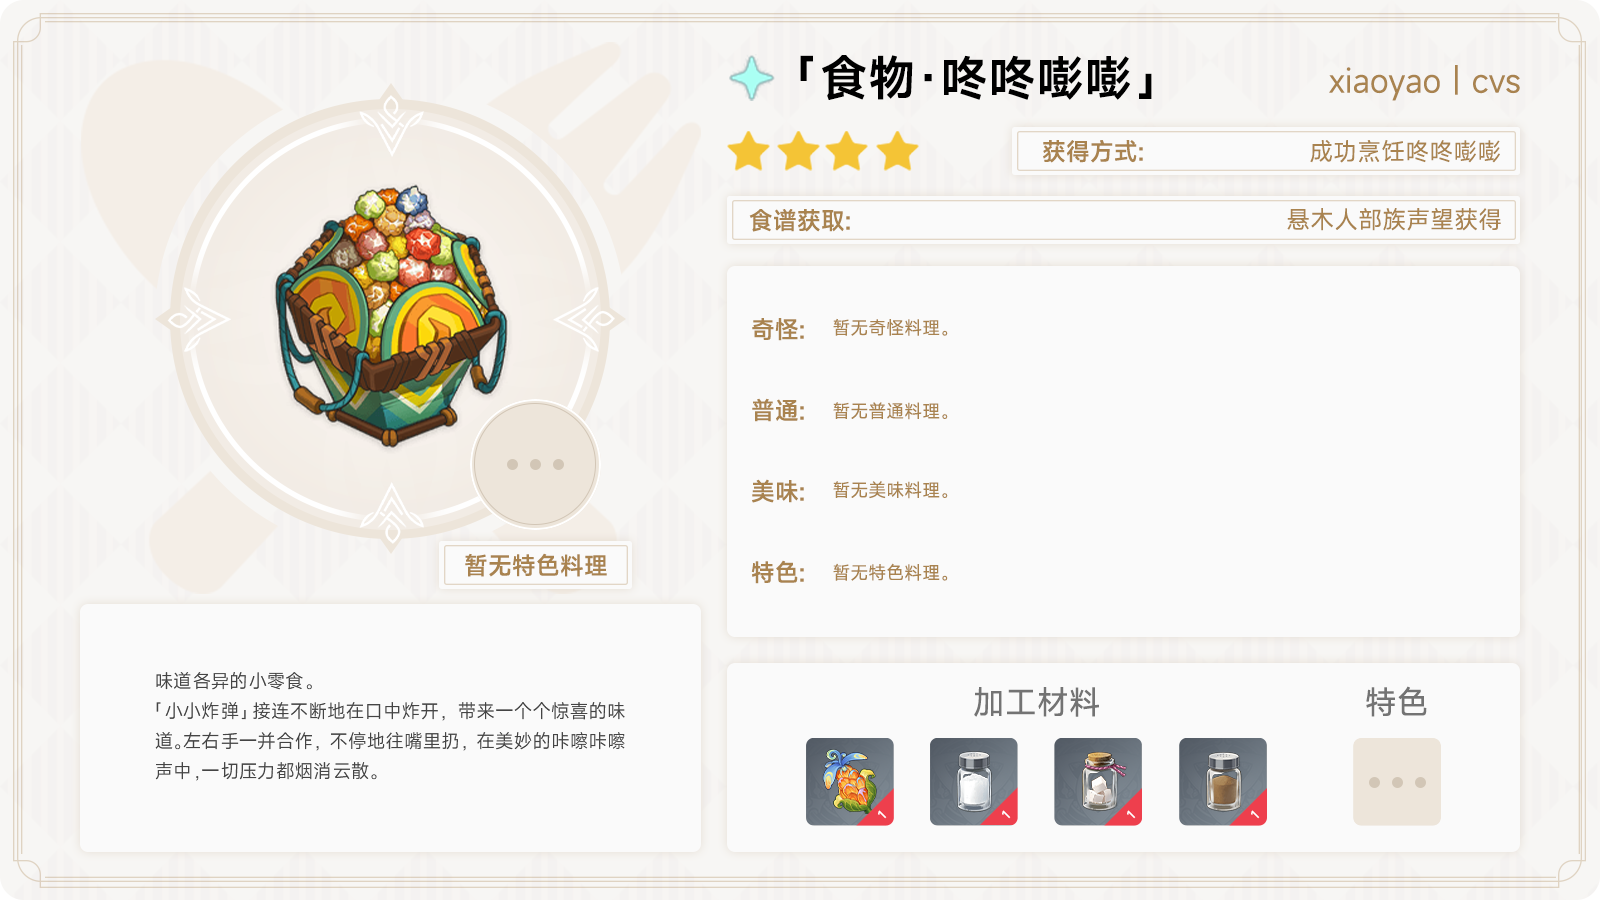 「食物·咚咚嘭嘭」
xiaoyao | cvs
获得方式:
成功烹饪咚咚嘭嘭
食谱获取:
悬木人部族声望获得
奇怪:
暂无奇怪料理。
普通:
暂无普通料理。
美味:
暂无美味料理。
特色:
暂无特色料理。
暂无特色料理
味道各异的小零食。
「小小炸弹」接连不断地在口中炸开，带来一个个惊喜的味
道。左右手一并合作，不停地往嘴里扔，在美妙的咔嚓咔嚓
声中,一切压力都烟消云散。
加工材料
特色
1
1
1
1